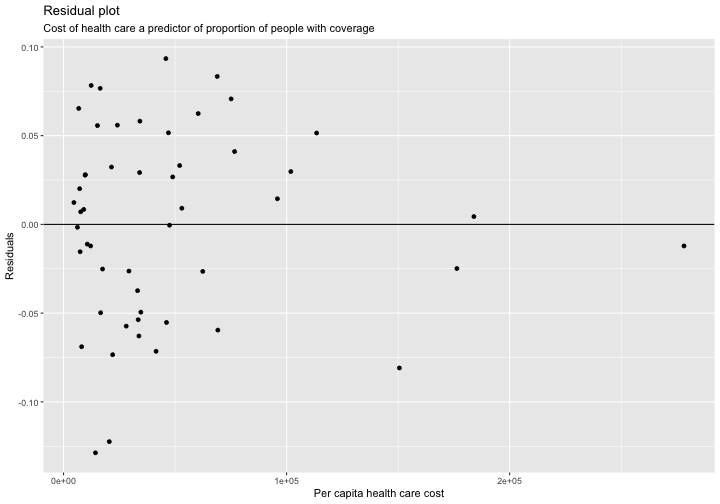 Residual plot
Cost of health care a predictor of proportion of people with coverage
0.10
0.05
0.00
-0.05
-0.10
Residuals
0e+00
1e+05
2e+05
Per capita health care cost